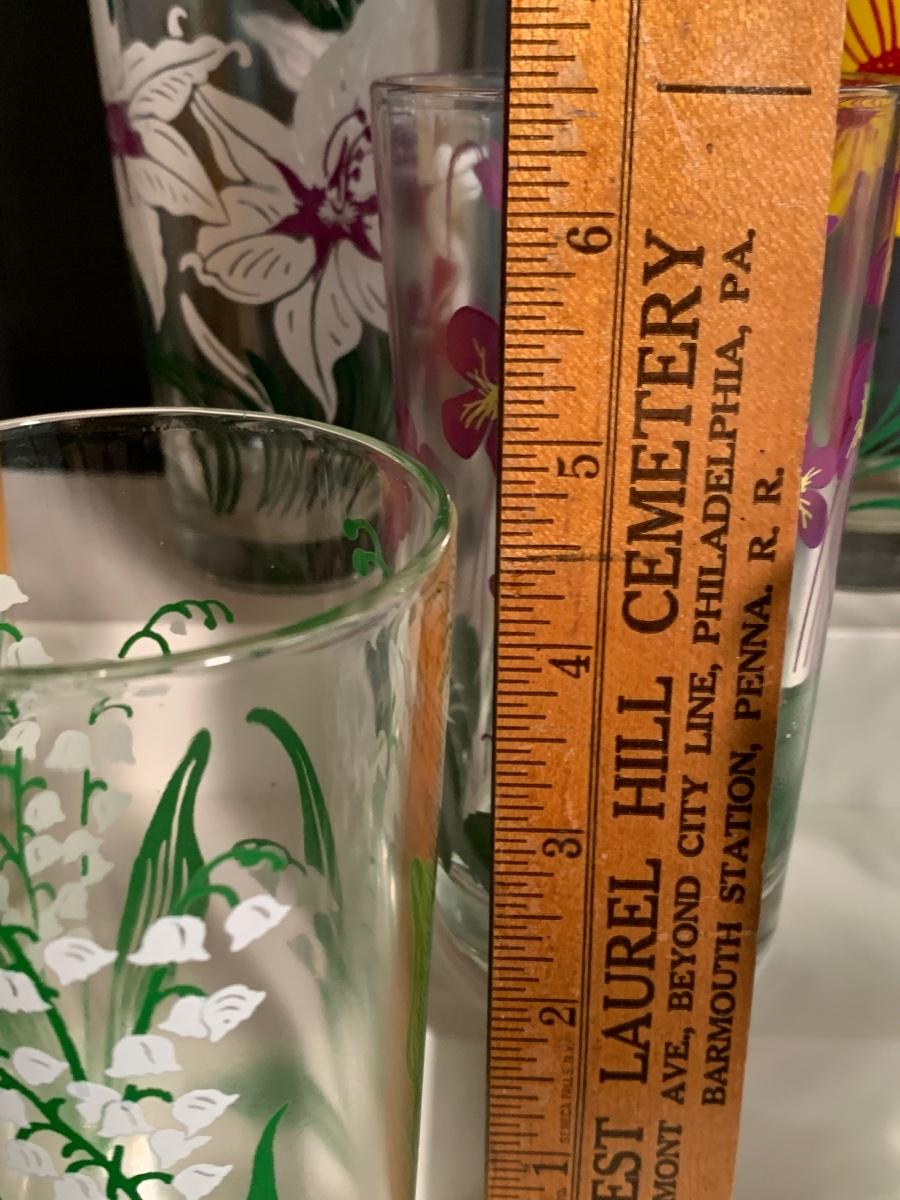 6
5
4
3
2
1
EST LAUREL HILL CEMETERY
MONT AVE., BEYOND CITY LINE, PHILADELPHIA, PA.
BARMOUTH STATION, PENNA. R. R.